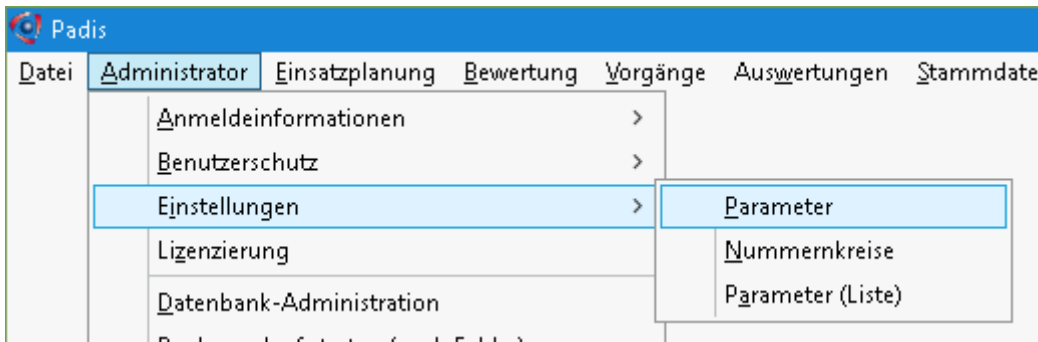 Padis
Datei Administrator Einsatzplanung Bewertung Vorgänge Auswertungen Stammdate
Anmeldeinformationen
Benutzerschutz
Einstellungen
Parameter
Lizenzierung
Nummernkreise
Datenbank-Administration
Parameter (Liste)